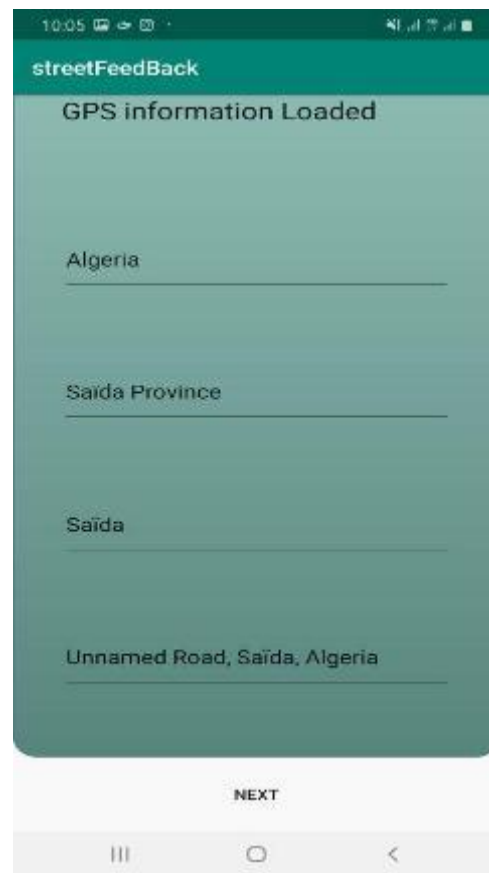 10:05
streetFeedBack
GPS information Loaded
Algeria
Saïda Province
Saïda
Unnamed Road, Saïda, Algeria
NEXT